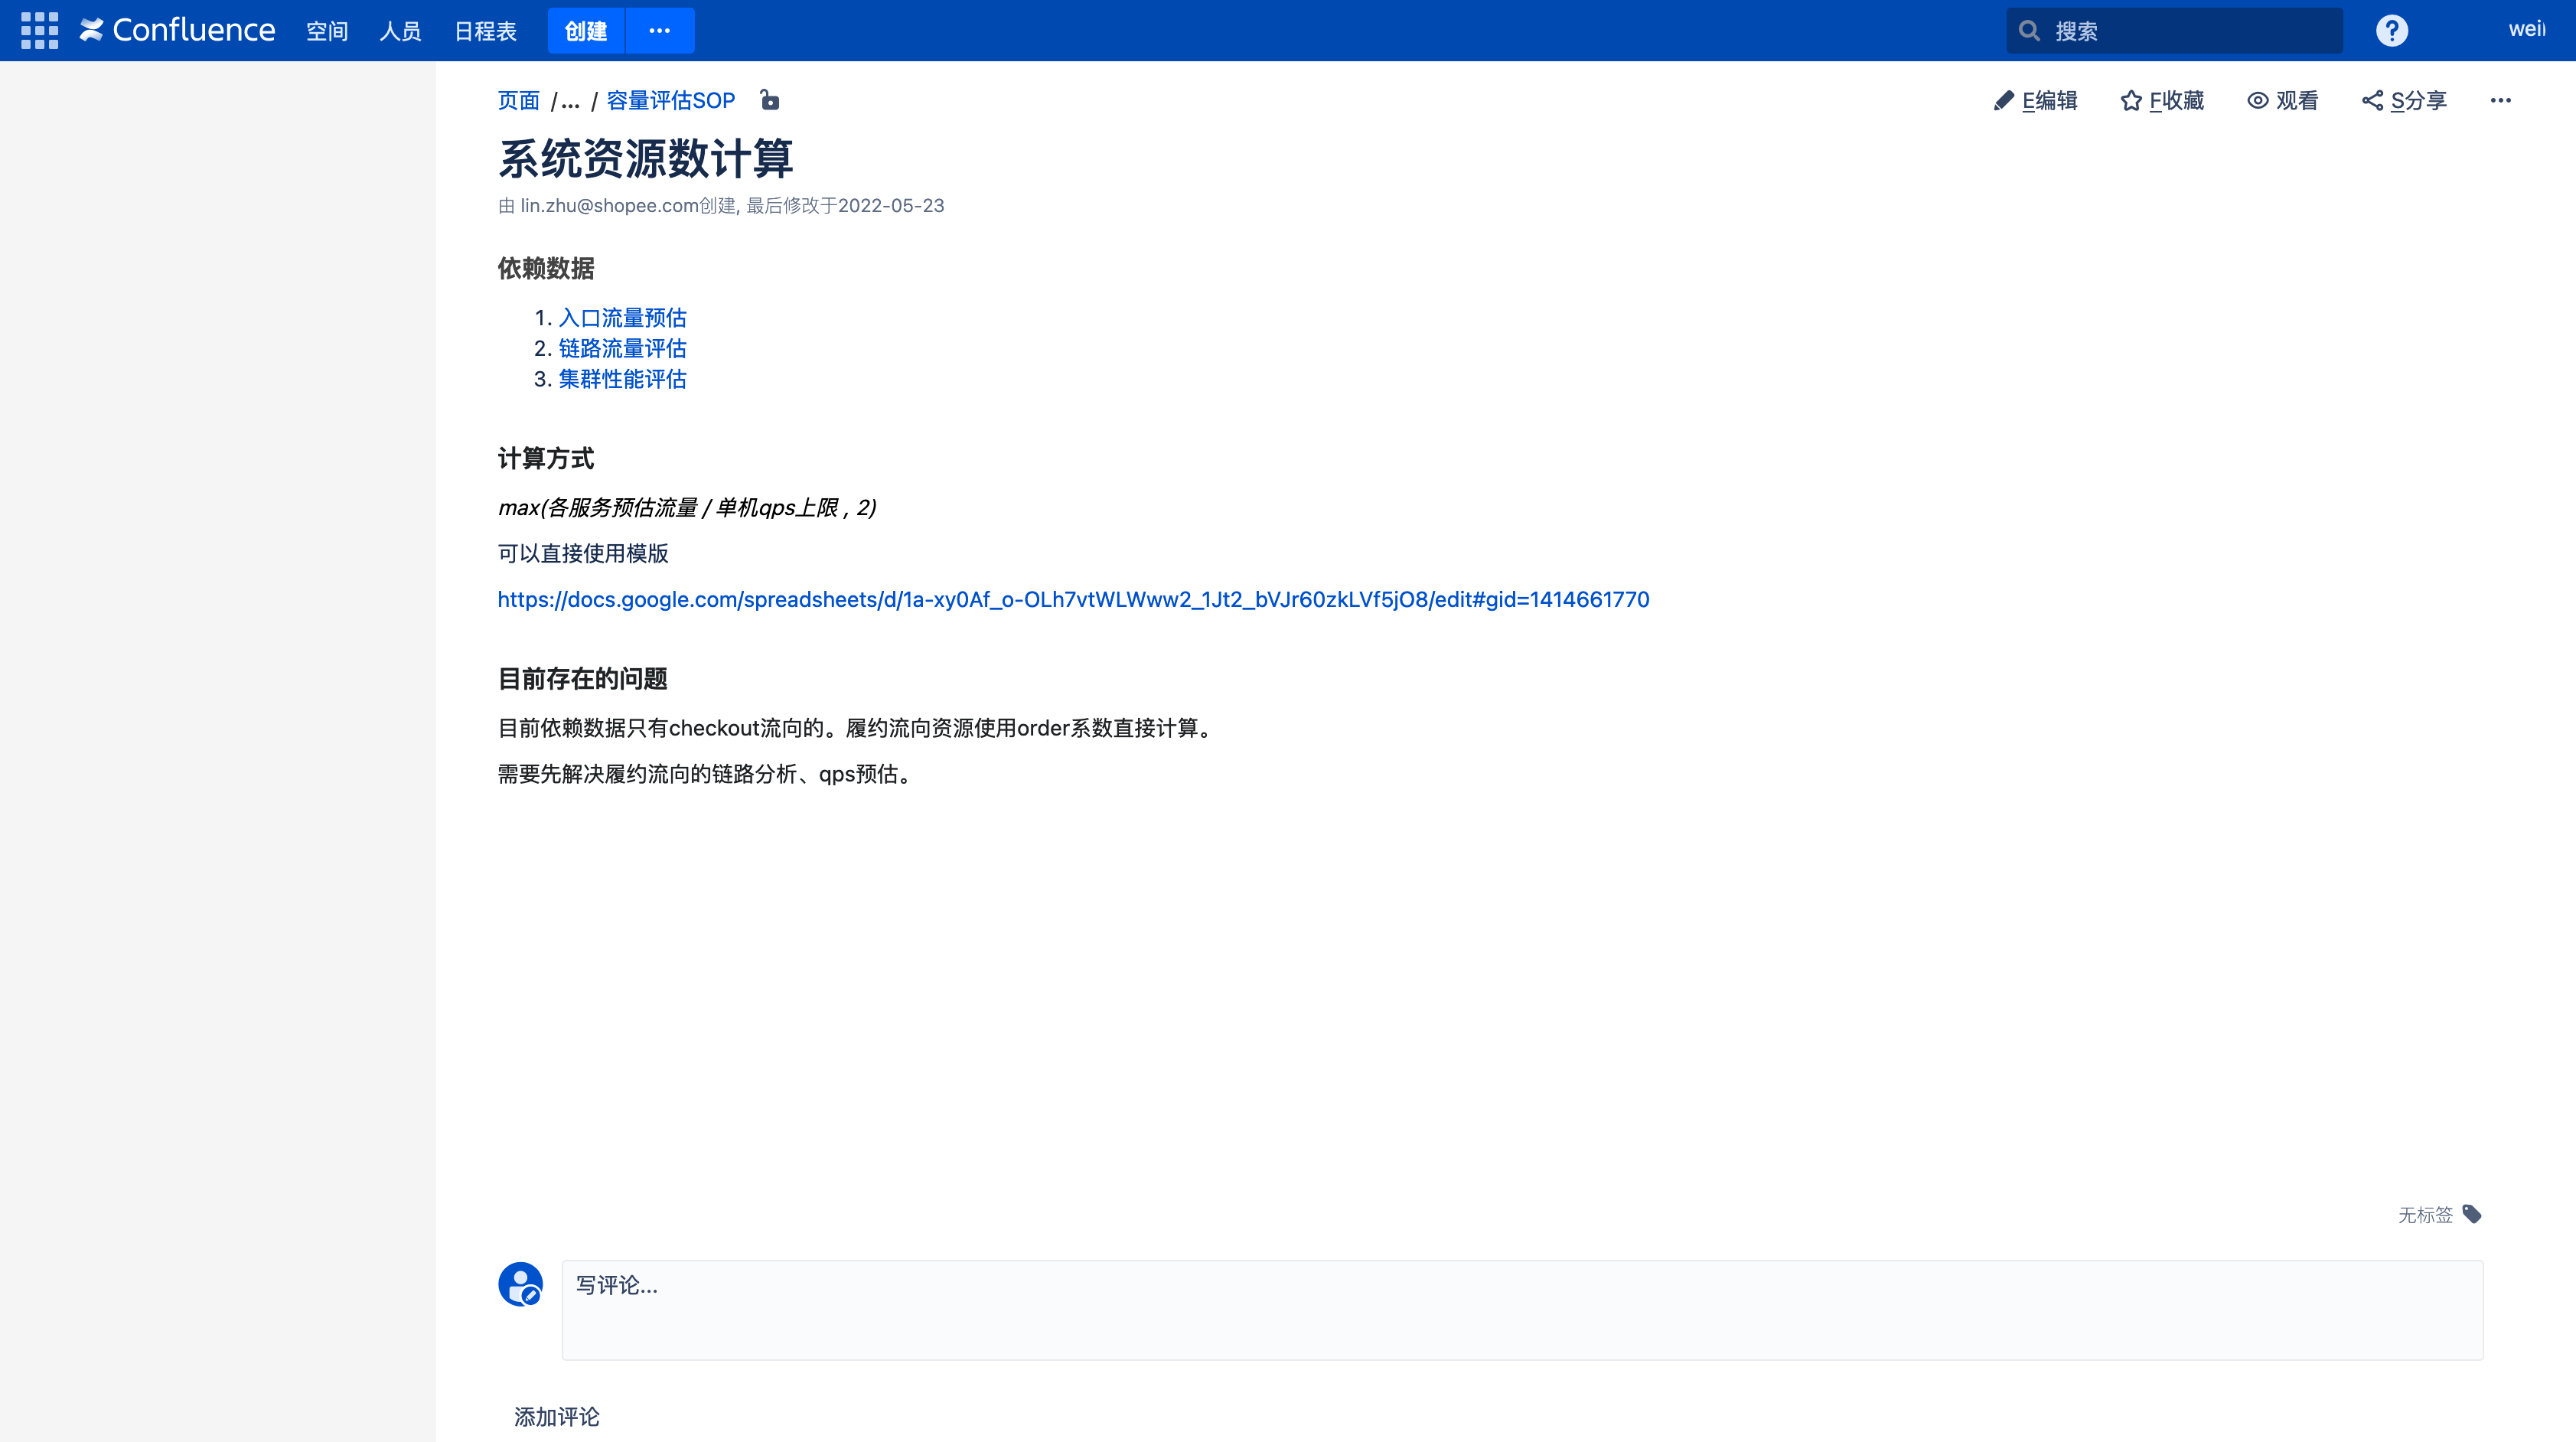 Confluence 空间 人员 日程表 创建 ··· 搜索 ? wei
页面 /... / 容量评估SOP E编辑 F收藏 观看 S分享 ···
系统资源数计算
由 lin.zhu@shopee.com创建, 最后修改于2022-05-23
依赖数据
1. 入口流量预估
2. 链路流量评估
3. 集群性能评估
计算方式
max(各服务预估流量 / 单机qps上限 , 2)
可以直接使用模版
https://docs.google.com/spreadsheets/d/1a-xy0Af_o-OLh7vtWLWww2_1Jt2_bVJr60zkLVf5jO8/edit#gid=1414661770
目前存在的问题
目前依赖数据只有checkout流向的。履约流向资源使用order系数直接计算。
需要先解决履约流向的链路分析、qps预估。
无标签
写评论...
添加评论